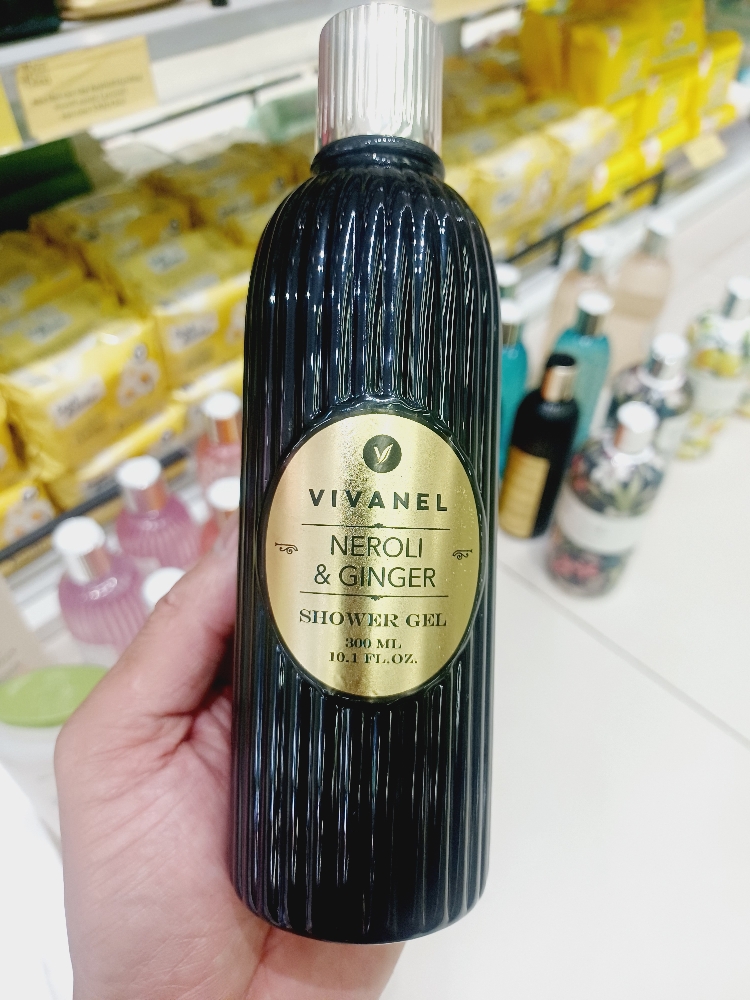 VIVANEL
NEROLI
& GINGER
SHOWER GEL
300 ML
10.1 FL.OZ.